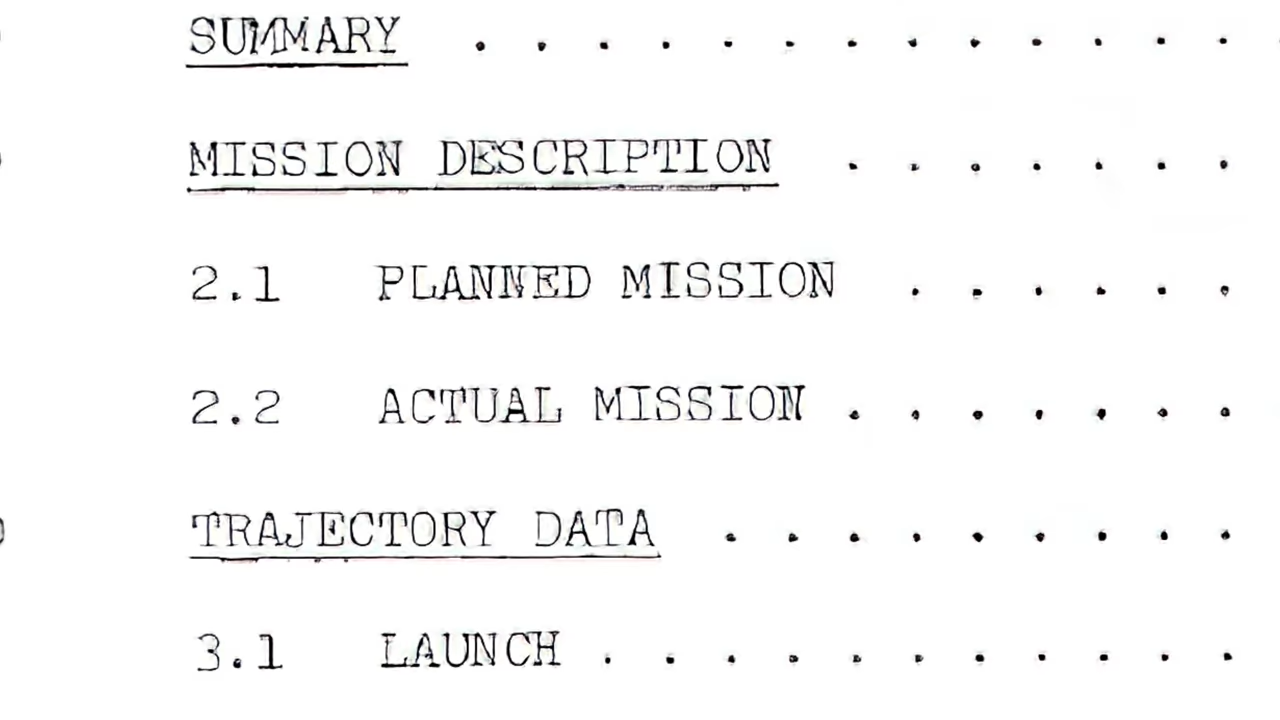 SUMMARY . . . . . . . . . . . . .
MISSION DESCRIPTION . . . . . . .
2.1 PLANNED MISSION . . . . . .
2.2 ACTUAL MISSION . . . . . . .
TRAJECTORY DATA . . . . . . . . .
3.1 LAUNCH . . . . . . . . . . .